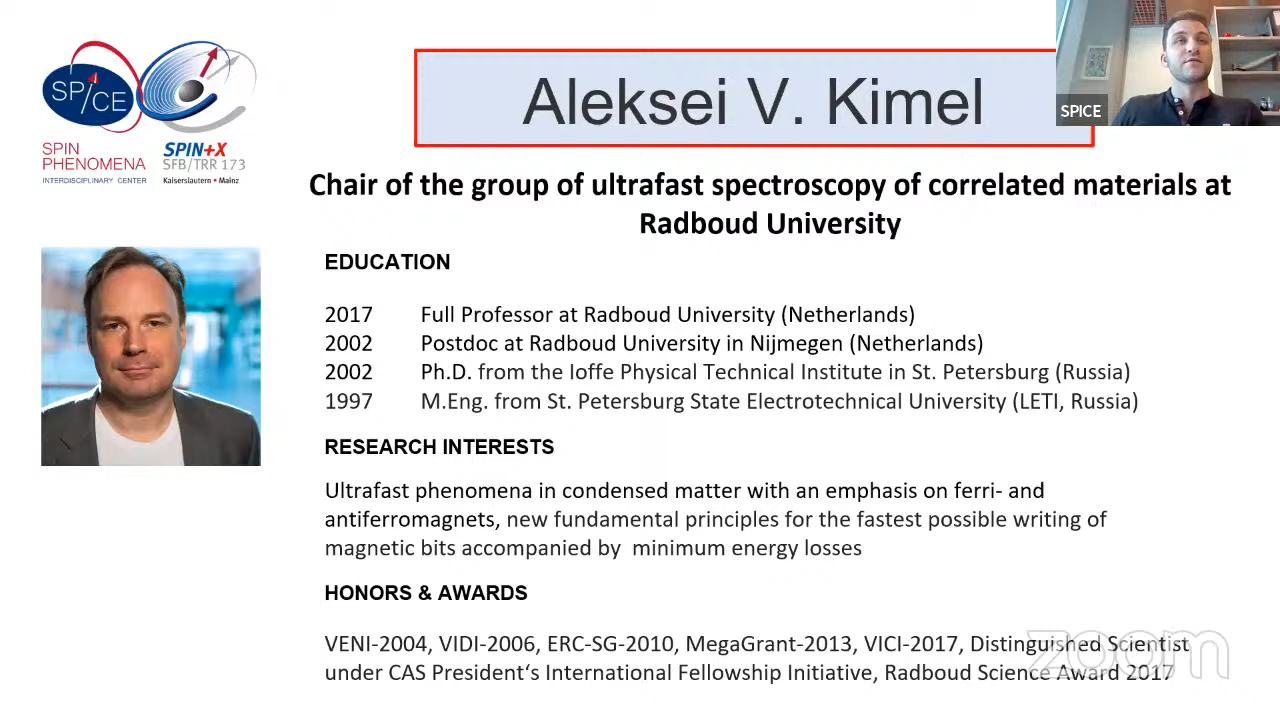 SPICE
SPIN
PHENOMENA
INTERDISCIPLINARY CENTER
SPIN+X
SFB/TRR 173
Kaiserslautern • Mainz
Aleksei V. Kimel
SPICE
Chair of the group of ultrafast spectroscopy of correlated materials at
Radboud University
EDUCATION
2017 Full Professor at Radboud University (Netherlands)
2002 Postdoc at Radboud University in Nijmegen (Netherlands)
2002 Ph.D. from the Ioffe Physical Technical Institute in St. Petersburg (Russia)
1997 M.Eng. from St. Petersburg State Electrotechnical University (LETI, Russia)
RESEARCH INTERESTS
Ultrafast phenomena in condensed matter with an emphasis on ferri- and
antiferromagnets, new fundamental principles for the fastest possible writing of
magnetic bits accompanied by minimum energy losses
HONORS & AWARDS
VENI-2004, VIDI-2006, ERC-SG-2010, MegaGrant-2013, VICI-2017, Distinguished Scientist
under CAS President‘s International Fellowship Initiative, Radboud Science Award 2017
zoom